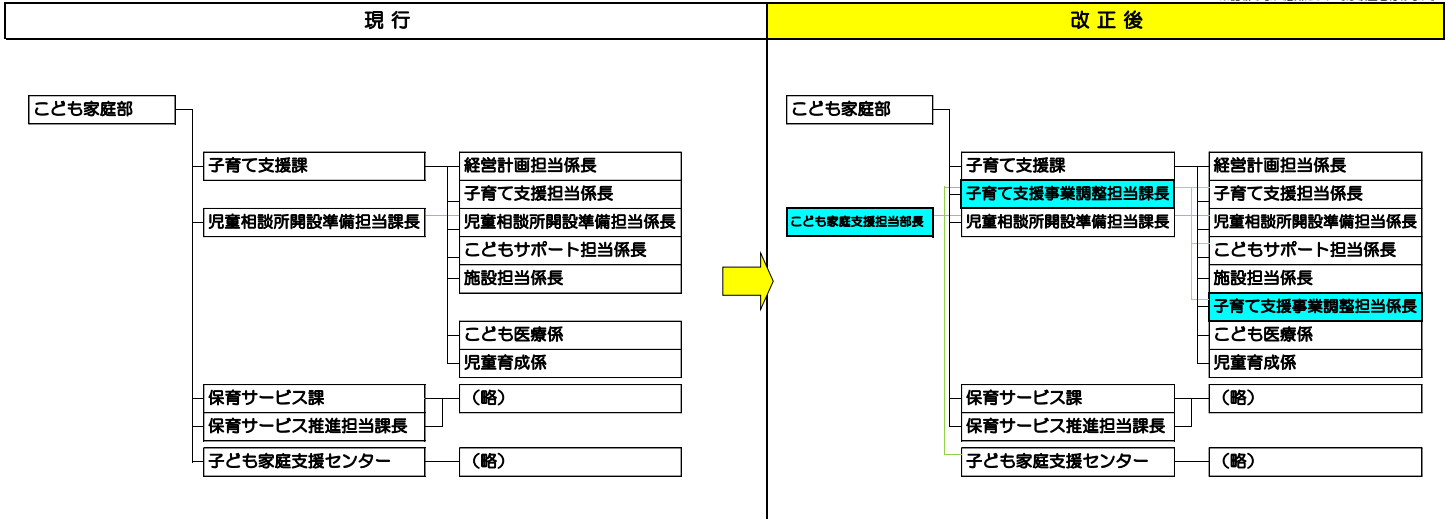 現 行
こども家庭部
子育て支援課
経営計画担当係長
子育て支援担当係長
児童相談所開設準備担当課長
児童相談所開設準備担当係長
こどもサポート担当係長
施設担当係長
こども医療係
児童育成係
保育サービス課
(略)
保育サービス推進担当課長
子ども家庭支援センター
(略)
改 正 後
こども家庭部
子育て支援課
経営計画担当係長
子育て支援事業調整担当課長
子育て支援担当係長
こども家庭支援担当部長
児童相談所開設準備担当課長
児童相談所開設準備担当係長
こどもサポート担当係長
施設担当係長
子育て支援事業調整担当係長
こども医療係
児童育成係
保育サービス課
(略)
保育サービス推進担当課長
子ども家庭支援センター
(略)